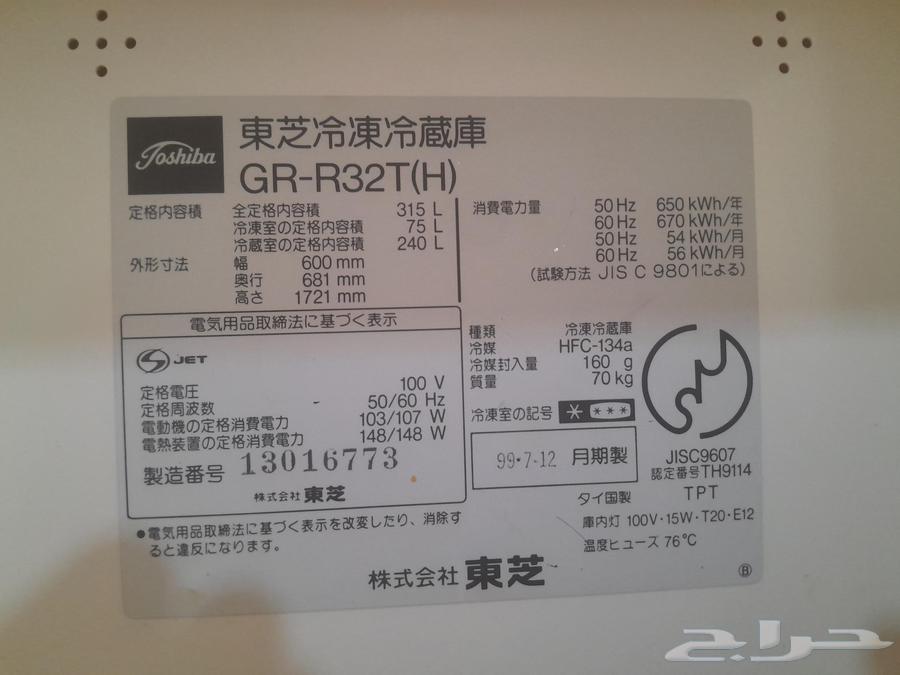 Toshiba
東芝冷凍冷蔵庫
GR-R32T(H)
定格内容積 全定格内容積 315 L
冷凍室の定格内容積 75 L
冷蔵室の定格内容積 240 L
外形寸法 幅 600 mm
奥行 681 mm
高さ 1721 mm
消費電力量 50 Hz 650 kWh/年
60 Hz 670 kWh/年
50 Hz 54 kWh/月
60 Hz 56 kWh/月
(試験方法 JIS C 9801による)
電気用品取締法に基づく表示
JET
定格電圧 100 V
定格周波数 50/60 Hz
電動機の定格消費電力 103/107 W
電熱装置の定格消費電力 148/148 W
製造番号 13016773
株式会社 東芝
●電気用品取締法に基づく表示を改変したり、消除す
ると違反になります。
種類 冷凍冷蔵庫
冷媒 HFC-134a
冷媒封入量 160 g
質量 70 kg
冷凍室の記号 * ***
99・7-12 月期製
JISC9607
認定番号TH9114
TPT
タイ国製
庫内灯 100V・15W・T20・E12
温度ヒューズ 76℃
株式会社 東芝
Ⓑ
حراج